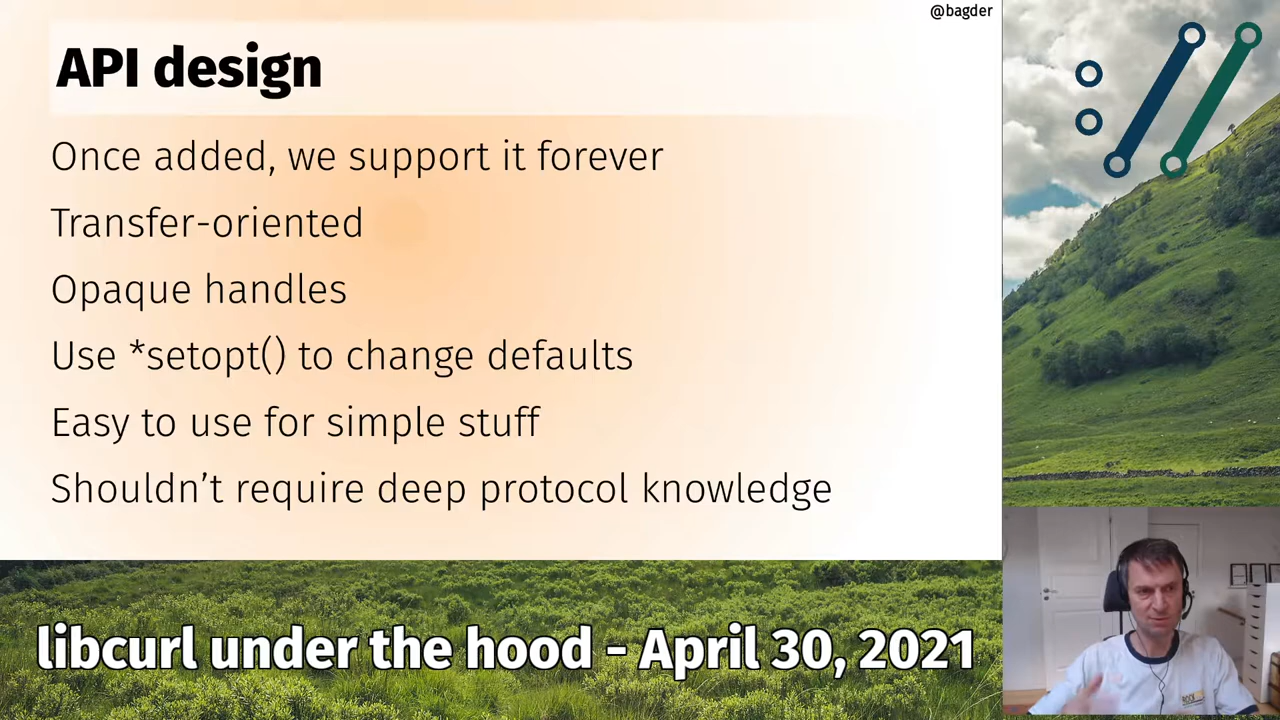 @bagder
API design
Once added, we support it forever
Transfer-oriented
Opaque handles
Use *setopt() to change defaults
Easy to use for simple stuff
Shouldn’t require deep protocol knowledge
libcurl under the hood - April 30, 2021